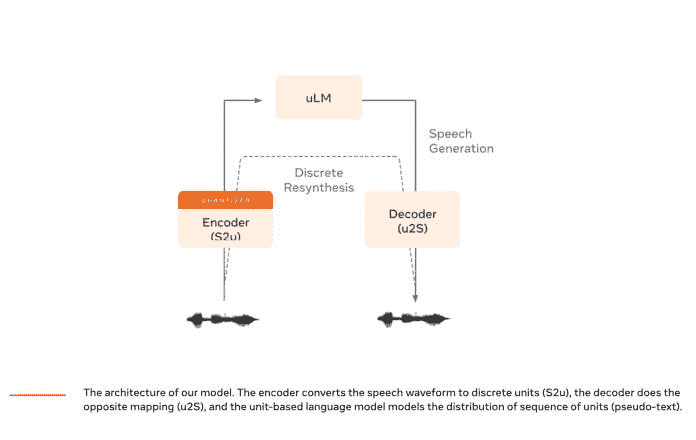 uLM
Speech
Generation
Discrete
Resynthesis
Encoder
(S2u)
Decoder
(u2S)
The architecture of our model. The encoder converts the speech waveform to discrete units (S2u), the decoder does the
opposite mapping (u2S), and the unit-based language model models the distribution of sequence of units (pseudo-text).